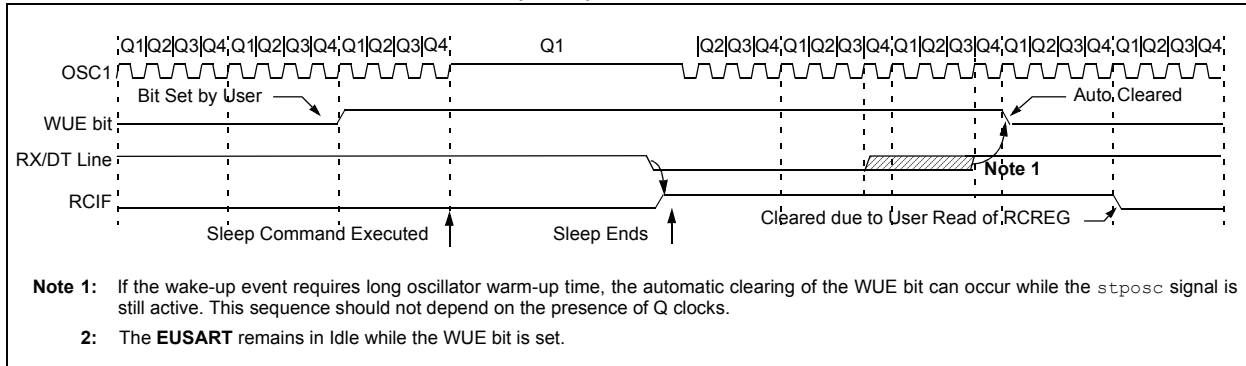 Q1|Q2|Q3|Q4|Q1|Q2|Q3|Q4|Q1|Q2|Q3|Q4 Q1 |Q2|Q3|Q4|Q1|Q2|Q3|Q4|Q1|Q2|Q3|Q4|Q1|Q2|Q3|Q4|Q1|Q2|Q3|Q4
OSC1
Bit Set by User Auto Cleared
WUE bit
RX/DT Line
Note 1
RCIF
Cleared due to User Read of RCREG
Sleep Command Executed Sleep Ends
Note 1: If the wake-up event requires long oscillator warm-up time, the automatic clearing of the WUE bit can occur while the stposc signal is
still active. This sequence should not depend on the presence of Q clocks.
2: The EUSART remains in Idle while the WUE bit is set.